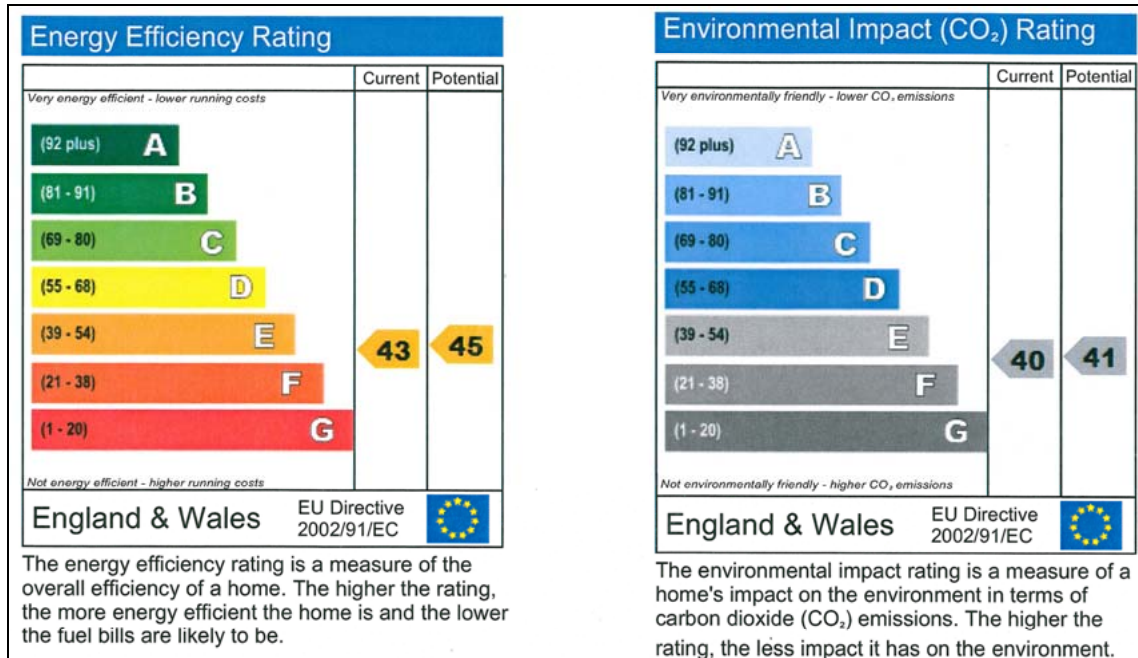 Energy Efficiency Rating
Current Potential
Very energy efficient - lower running costs
(92 plus) A
(81 - 91) B
(69 - 80) C
(55 - 68) D
(39 - 54) E
43 45
(21 - 38) F
(1 - 20) G
Not energy efficient - higher running costs
England & Wales
EU Directive
2002/91/EC
The energy efficiency rating is a measure of the
overall efficiency of a home. The higher the rating,
the more energy efficient the home is and the lower
the fuel bills are likely to be.
Environmental Impact (CO₂) Rating
Current Potential
Very environmentally friendly - lower CO₂ emissions
(92 plus) A
(81 - 91) B
(69 - 80) C
(55 - 68) D
(39 - 54) E
40 41
(21 - 38) F
(1 - 20) G
Not environmentally friendly - higher CO₂ emissions
England & Wales
EU Directive
2002/91/EC
The environmental impact rating is a measure of a
home's impact on the environment in terms of
carbon dioxide (CO₂) emissions. The higher the
rating, the less impact it has on the environment.